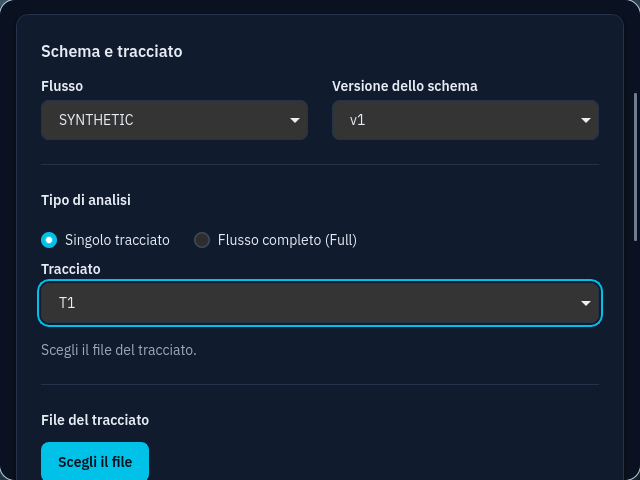 Schema e tracciato
Flusso
Versione dello schema
SYNTHETIC
v1
Tipo di analisi
Singolo tracciato
Flusso completo (Full)
Tracciato
T1
Scegli il file del tracciato.
File del tracciato
Scegli il file